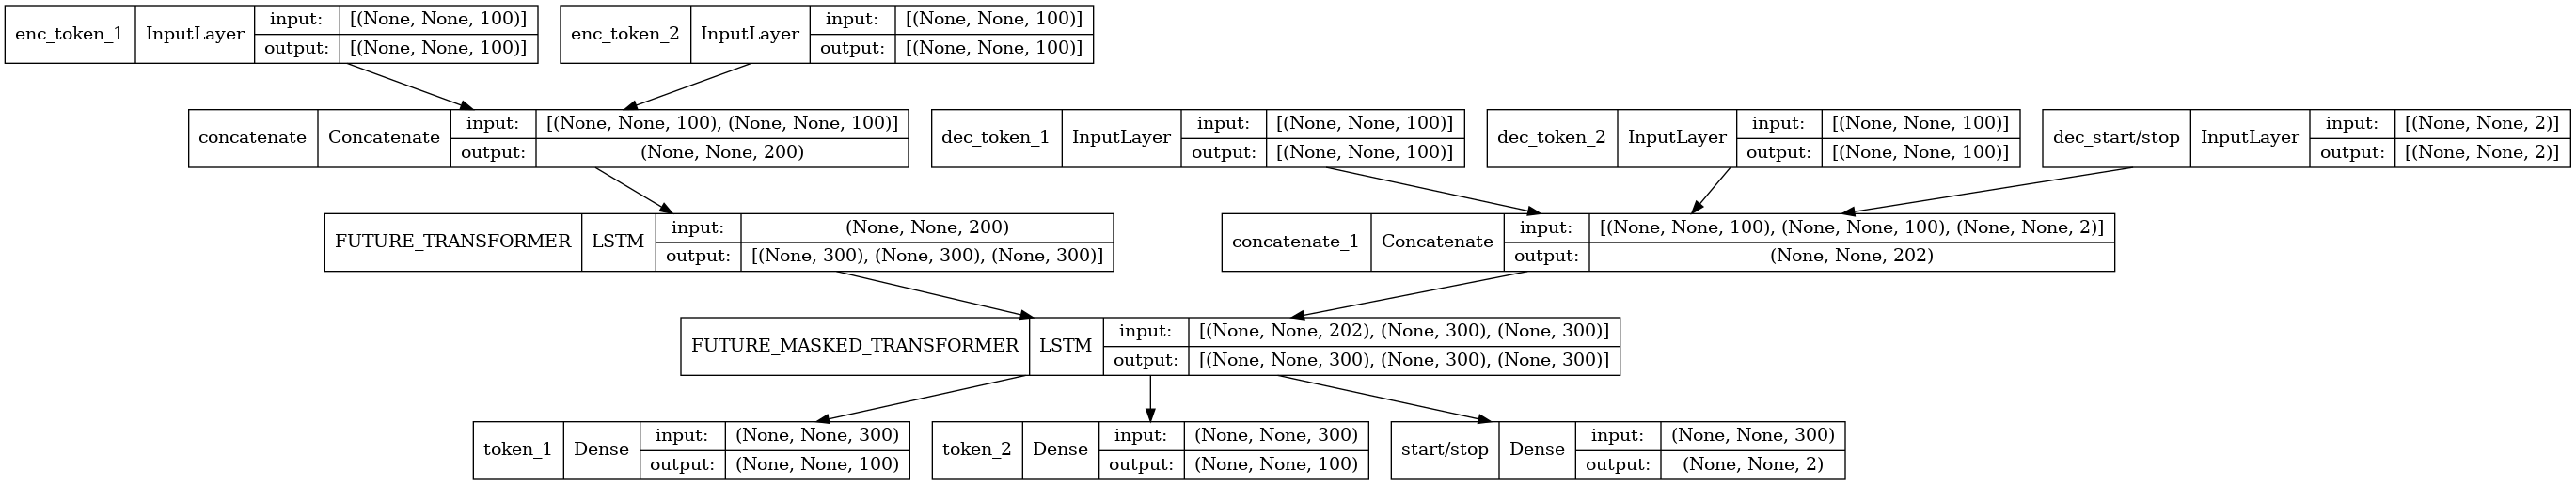 enc_token_1 InputLayer input: [(None, None, 100)]
output: [(None, None, 100)]
enc_token_2 InputLayer input: [(None, None, 100)]
output: [(None, None, 100)]
concatenate Concatenate input: [(None, None, 100), (None, None, 100)]
output: (None, None, 200)
dec_token_1 InputLayer input: [(None, None, 100)]
output: [(None, None, 100)]
dec_token_2 InputLayer input: [(None, None, 100)]
output: [(None, None, 100)]
dec_start/stop InputLayer input: [(None, None, 2)]
output: [(None, None, 2)]
FUTURE_TRANSFORMER LSTM input: (None, None, 200)
output: [(None, 300), (None, 300), (None, 300)]
concatenate_1 Concatenate input: [(None, None, 100), (None, None, 100), (None, None, 2)]
output: (None, None, 202)
FUTURE_MASKED_TRANSFORMER LSTM input: [(None, None, 202), (None, 300), (None, 300)]
output: [(None, None, 300), (None, 300), (None, 300)]
token_1 Dense input: (None, None, 300)
output: (None, None, 100)
token_2 Dense input: (None, None, 300)
output: (None, None, 100)
start/stop Dense input: (None, None, 300)
output: (None, None, 2)